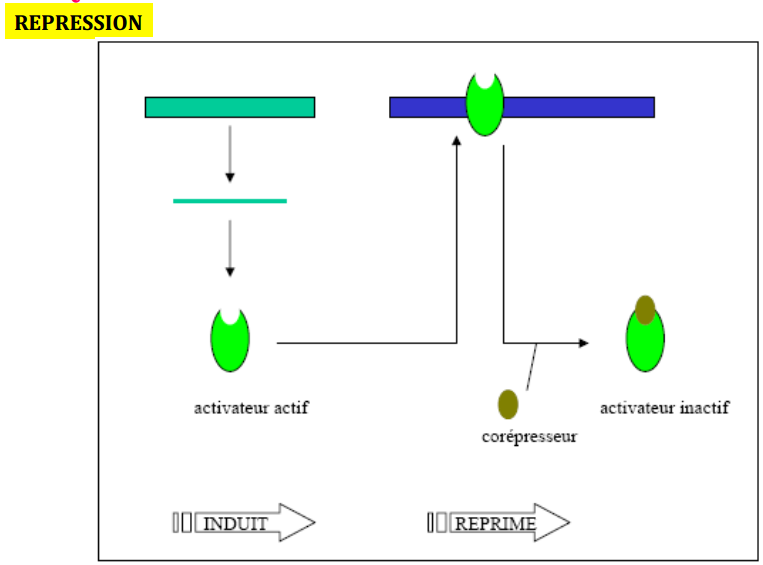 REPRESSION
activateur actif
activateur inactif
corépresseur
INDUIT
REPRIME